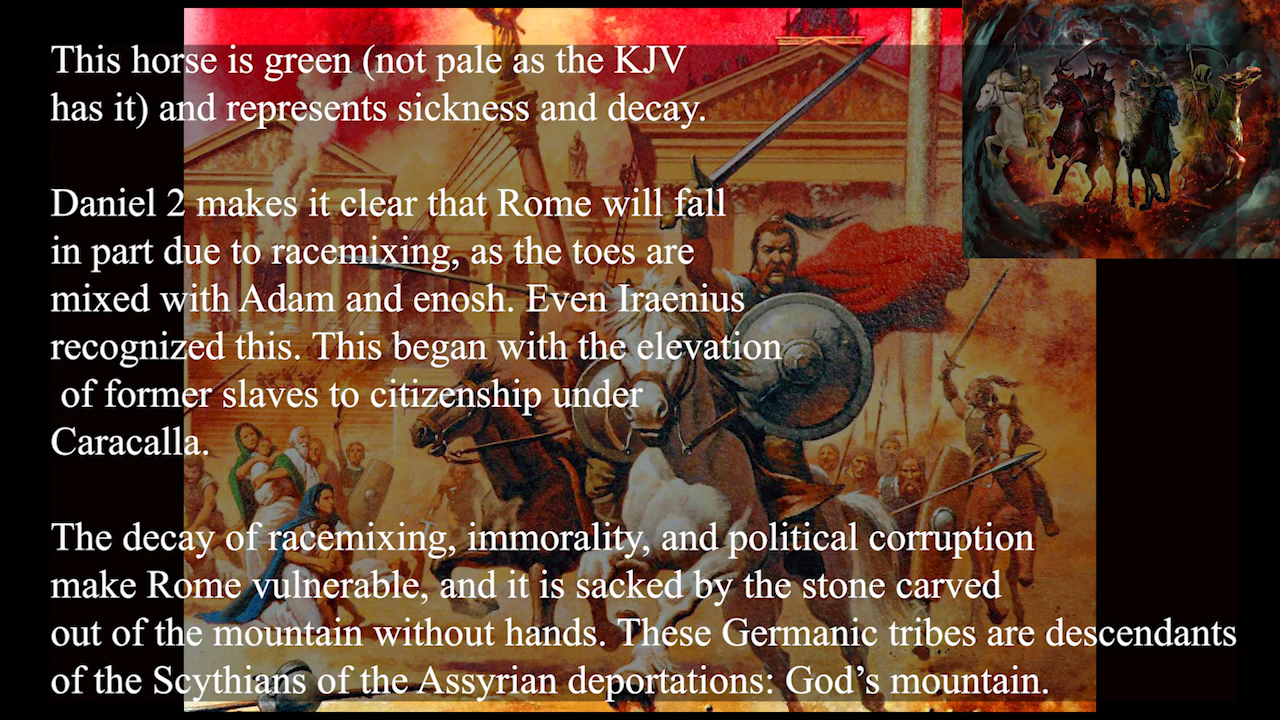 This horse is green (not pale as the KJV
has it) and represents sickness and decay.
Daniel 2 makes it clear that Rome will fall
in part due to racemixing, as the toes are
mixed with Adam and enosh. Even Iraenius
recognized this. This began with the elevation
of former slaves to citizenship under
Caracalla.
The decay of racemixing, immorality, and political corruption
make Rome vulnerable, and it is sacked by the stone carved
out of the mountain without hands. These Germanic tribes are descendants
of the Scythians of the Assyrian deportations: God’s mountain.